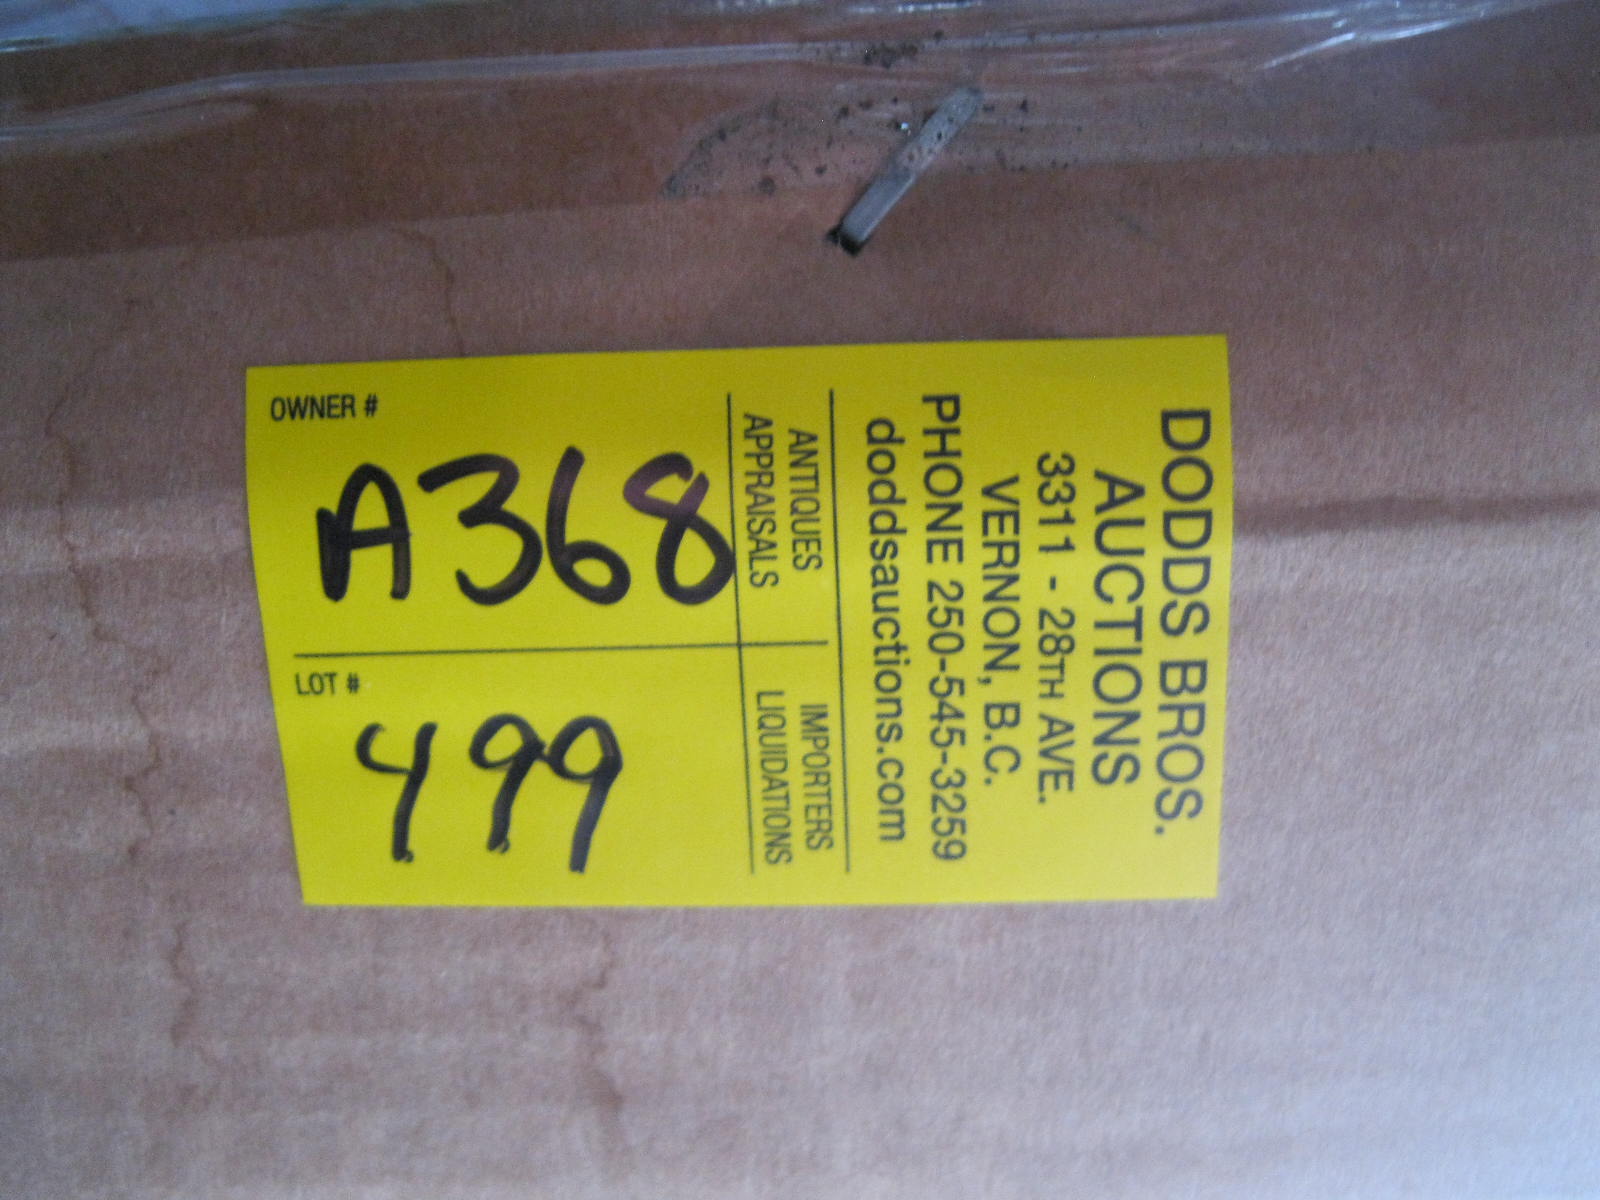 DODDS BROS.
AUCTIONS
3311 - 28TH AVE.
VERNON, B.C.
PHONE 250-545-3259
doddsauctions.com
ANTIQUES
APPRAISALS
IMPORTERS
LIQUIDATIONS
OWNER #
A368
LOT #
499